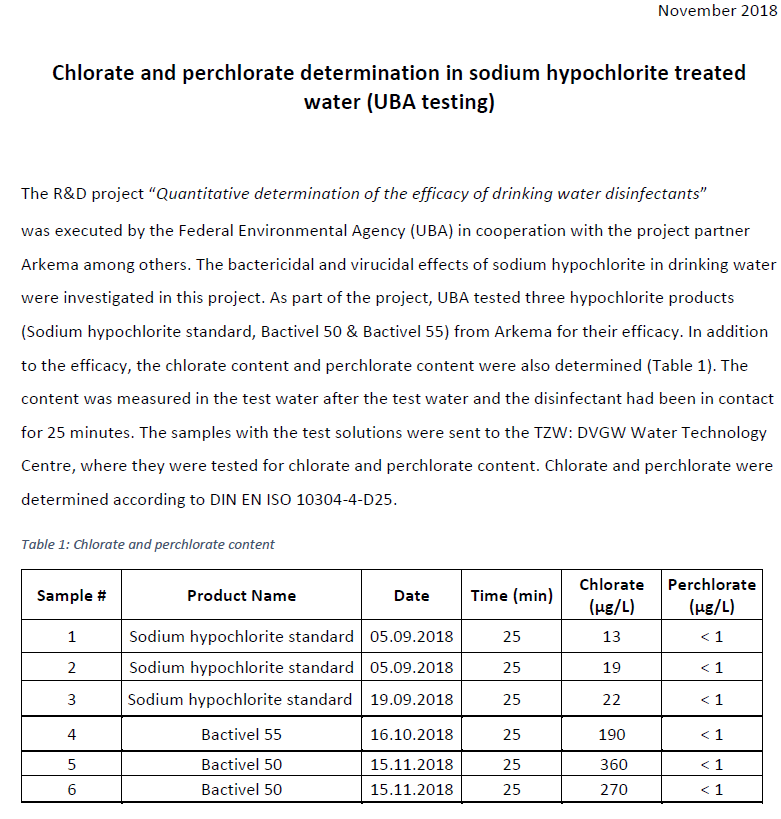 November 2018
Chlorate and perchlorate determination in sodium hypochlorite treated
water (UBA testing)
The R&D project “Quantitative determination of the efficacy of drinking water disinfectants”
was executed by the Federal Environmental Agency (UBA) in cooperation with the project partner
Arkema among others. The bactericidal and virucidal effects of sodium hypochlorite in drinking water
were investigated in this project. As part of the project, UBA tested three hypochlorite products
(Sodium hypochlorite standard, Bactivel 50 & Bactivel 55) from Arkema for their efficacy. In addition
to the efficacy, the chlorate content and perchlorate content were also determined (Table 1). The
content was measured in the test water after the test water and the disinfectant had been in contact
for 25 minutes. The samples with the test solutions were sent to the TZW: DVGW Water Technology
Centre, where they were tested for chlorate and perchlorate content. Chlorate and perchlorate were
determined according to DIN EN ISO 10304-4-D25.
Table 1: Chlorate and perchlorate content
Sample # Product Name Date Time (min) Chlorate (µg/L) Perchlorate (µg/L)
1 Sodium hypochlorite standard 05.09.2018 25 13 < 1
2 Sodium hypochlorite standard 05.09.2018 25 19 < 1
3 Sodium hypochlorite standard 19.09.2018 25 22 < 1
4 Bactivel 55 16.10.2018 25 190 < 1
5 Bactivel 50 15.11.2018 25 360 < 1
6 Bactivel 50 15.11.2018 25 270 < 1